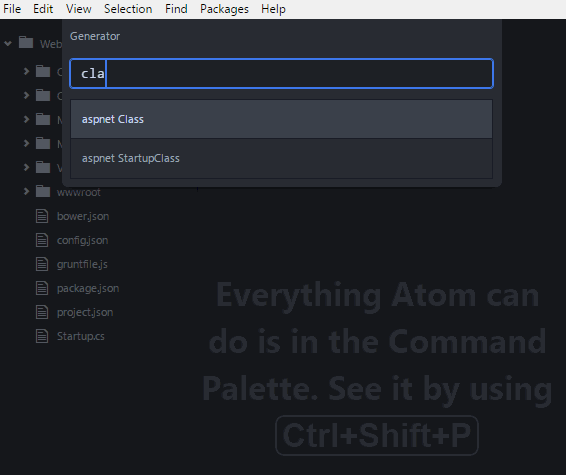 File Edit View Selection Find Packages Help
Generator
cla
aspnet Class
aspnet StartupClass
Web
wwwroot
bower.json
config.json
gruntfile.js
package.json
project.json
Startup.cs
Everything Atom can
do is in the Command
Palette. See it by using
Ctrl+Shift+P